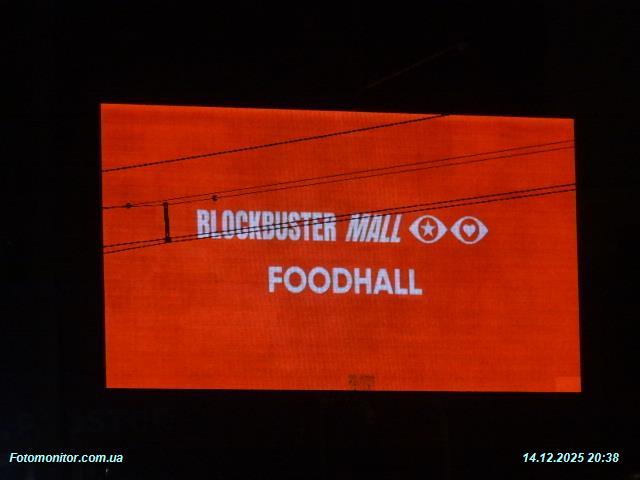 BLOCKBUSTER MALL
FOODHALL
Fotomonitor.com.ua
14.12.2025 20:38